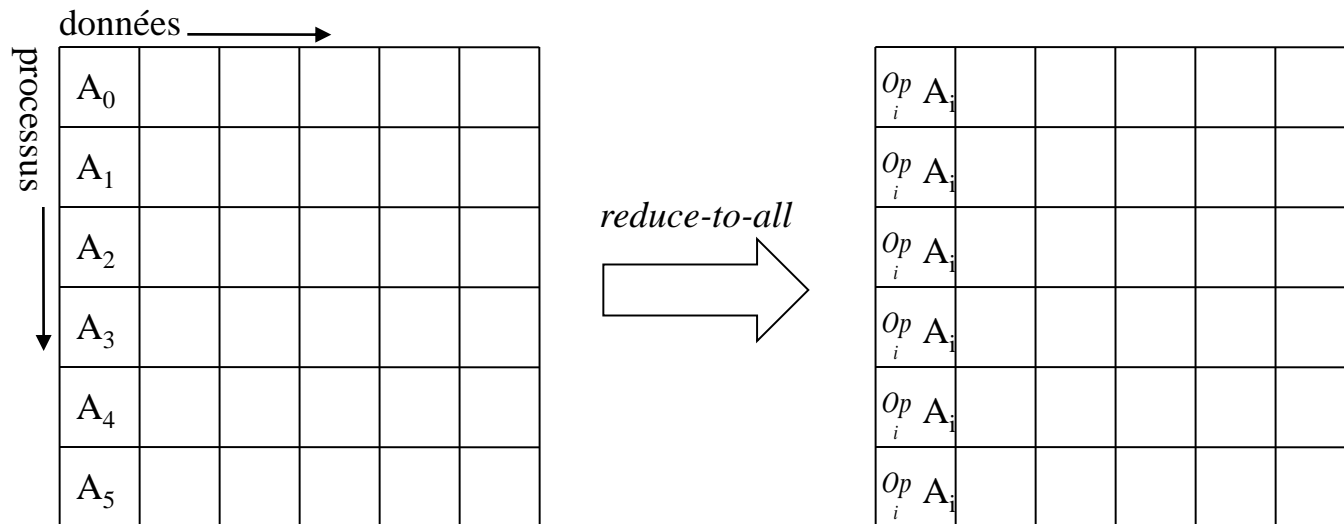 données
processus
A₀
A₁
A₂
A₃
A₄
A₅
reduce-to-all
Op i Aᵢ
Op i Aᵢ
Op i Aᵢ
Op i Aᵢ
Op i Aᵢ
Op i Aᵢ